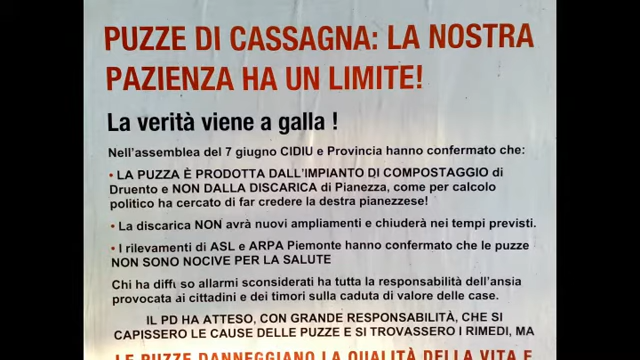 PUZZE DI CASSAGNA: LA NOSTRA
PAZIENZA HA UN LIMITE!
La verità viene a galla !
Nell'assemblea del 7 giugno CIDIU e Provincia hanno confermato che:
• LA PUZZA È PRODOTTA DALL'IMPIANTO DI COMPOSTAGGIO di
Druento e NON DALLA DISCARICA di Pianezza, come per calcolo
politico ha cercato di far credere la destra pianezzese!
• La discarica NON avrà nuovi ampliamenti e chiuderà nei tempi previsti.
• I rilevamenti di ASL e ARPA Piemonte hanno confermato che le puzze
NON SONO NOCIVE PER LA SALUTE
Chi ha diffuso allarmi sconsiderati ha tutta la responsabilità dell'ansia
provocata ai cittadini e dei timori sulla caduta di valore delle case.
IL PD HA ATTESO, CON GRANDE RESPONSABILITÀ, CHE SI
CAPISSERO LE CAUSE DELLE PUZZE E SI TROVASSERO I RIMEDI, MA
LE PUZZE DANNEGGIANO LA QUALITÀ DELLA VITA E